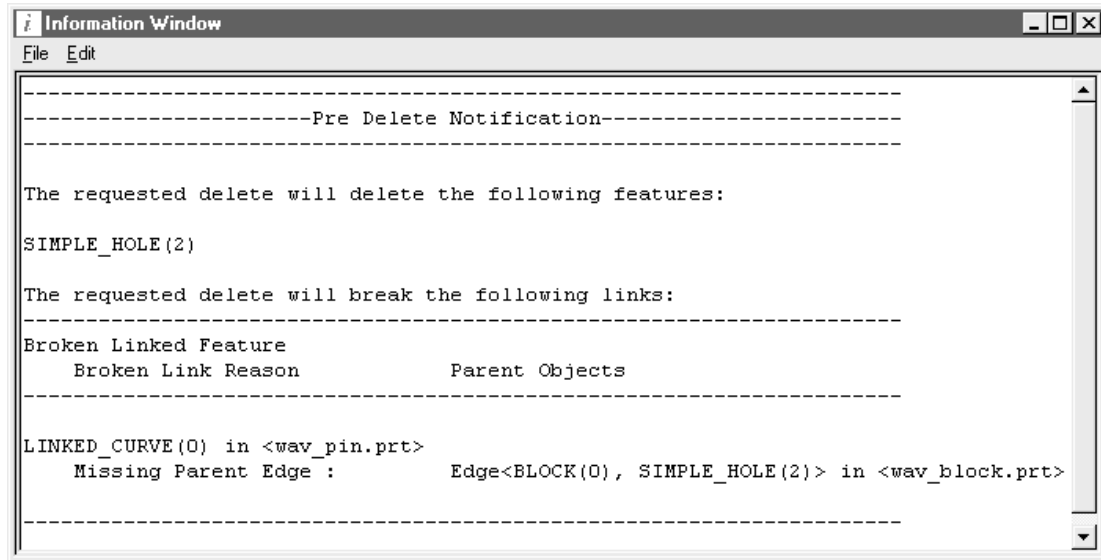 i Information Window
File Edit
----------------------------------------------------------------------
-----------------------Pre Delete Notification------------------------
----------------------------------------------------------------------
The requested delete will delete the following features:
SIMPLE_HOLE(2)
The requested delete will break the following links:
----------------------------------------------------------------------
Broken Linked Feature
Broken Link Reason Parent Objects
----------------------------------------------------------------------
LINKED_CURVE(0) in <wav_pin.prt>
Missing Parent Edge : Edge<BLOCK(0), SIMPLE_HOLE(2)> in <wav_block.prt>
----------------------------------------------------------------------